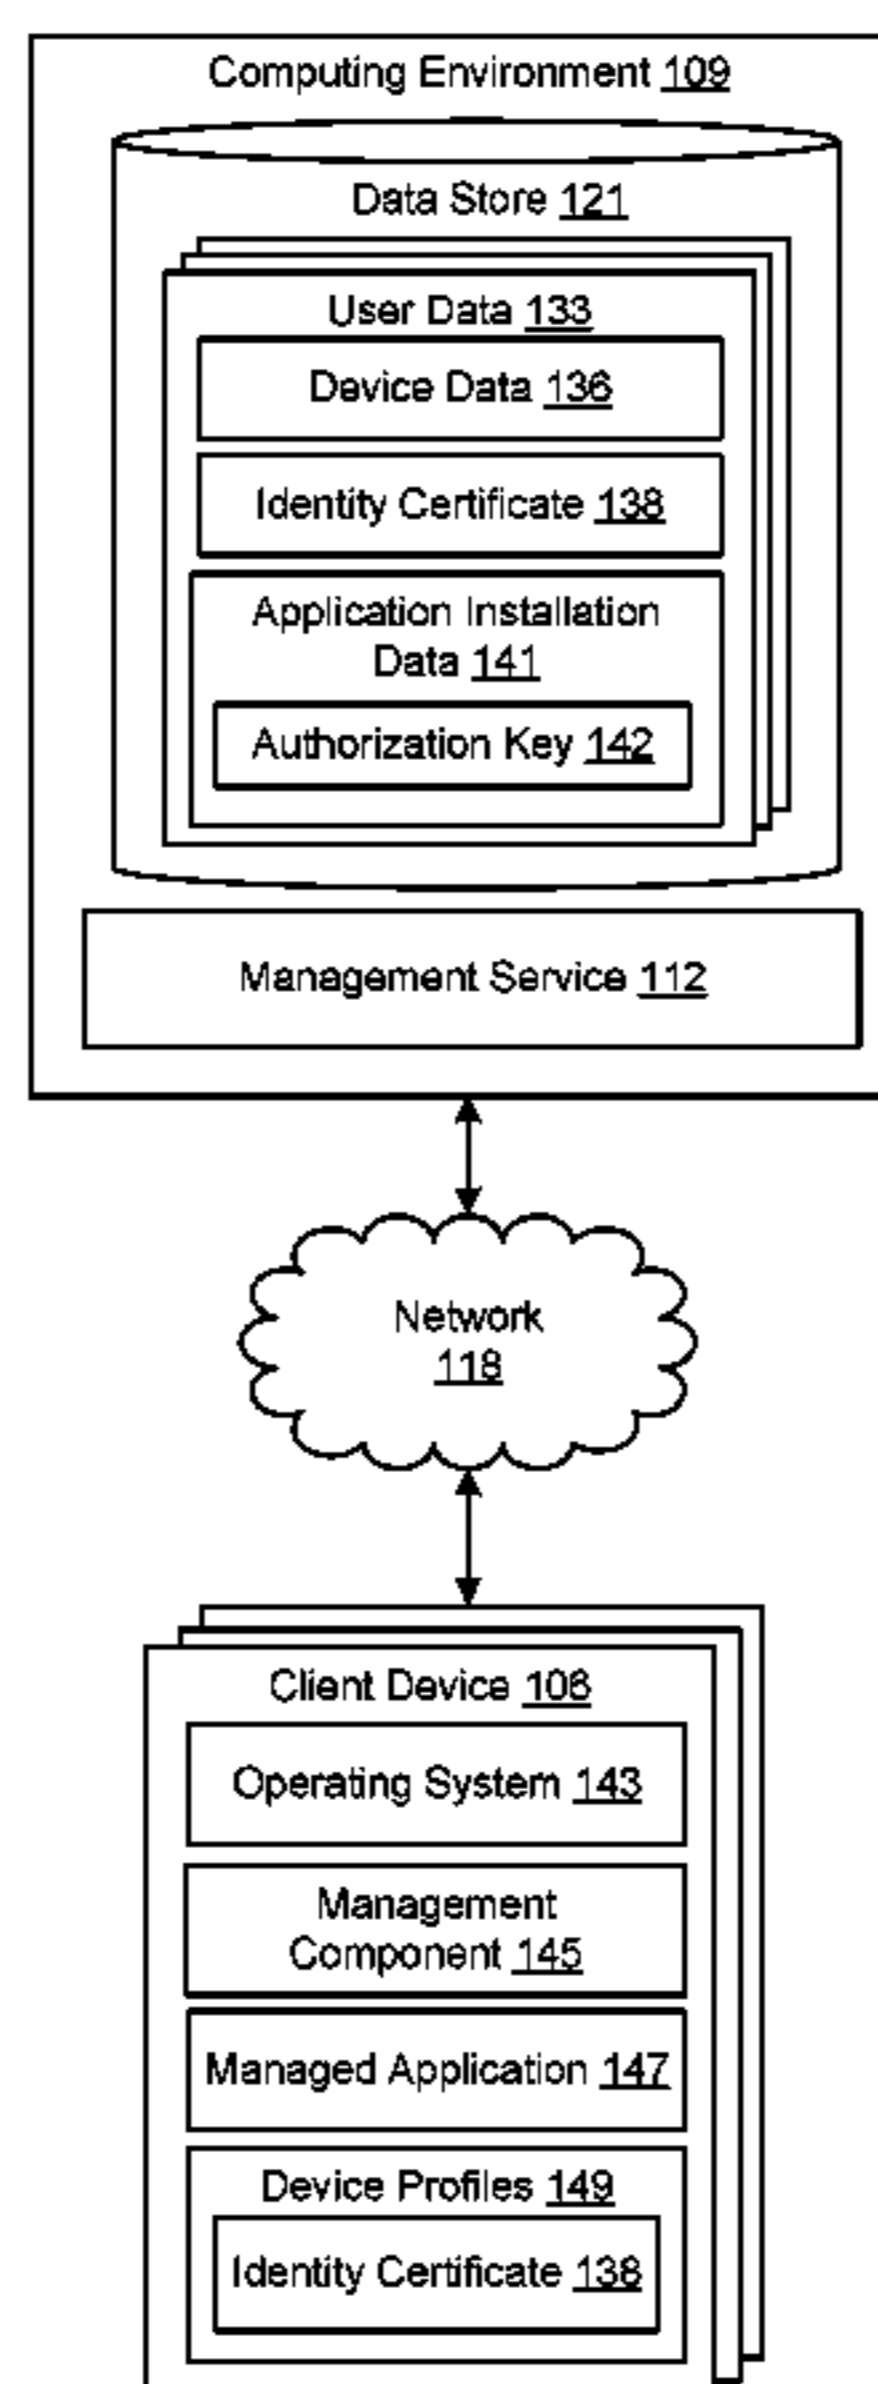 Computing Environment 109
Data Store 121
User Data 133
Device Data 136
Identity Certificate 138
Application Installation
Data 141
Authorization Key 142
Management Service 112
Network
118
Client Device 106
Operating System 143
Management
Component 145
Managed Application 147
Device Profiles 149
Identity Certificate 138